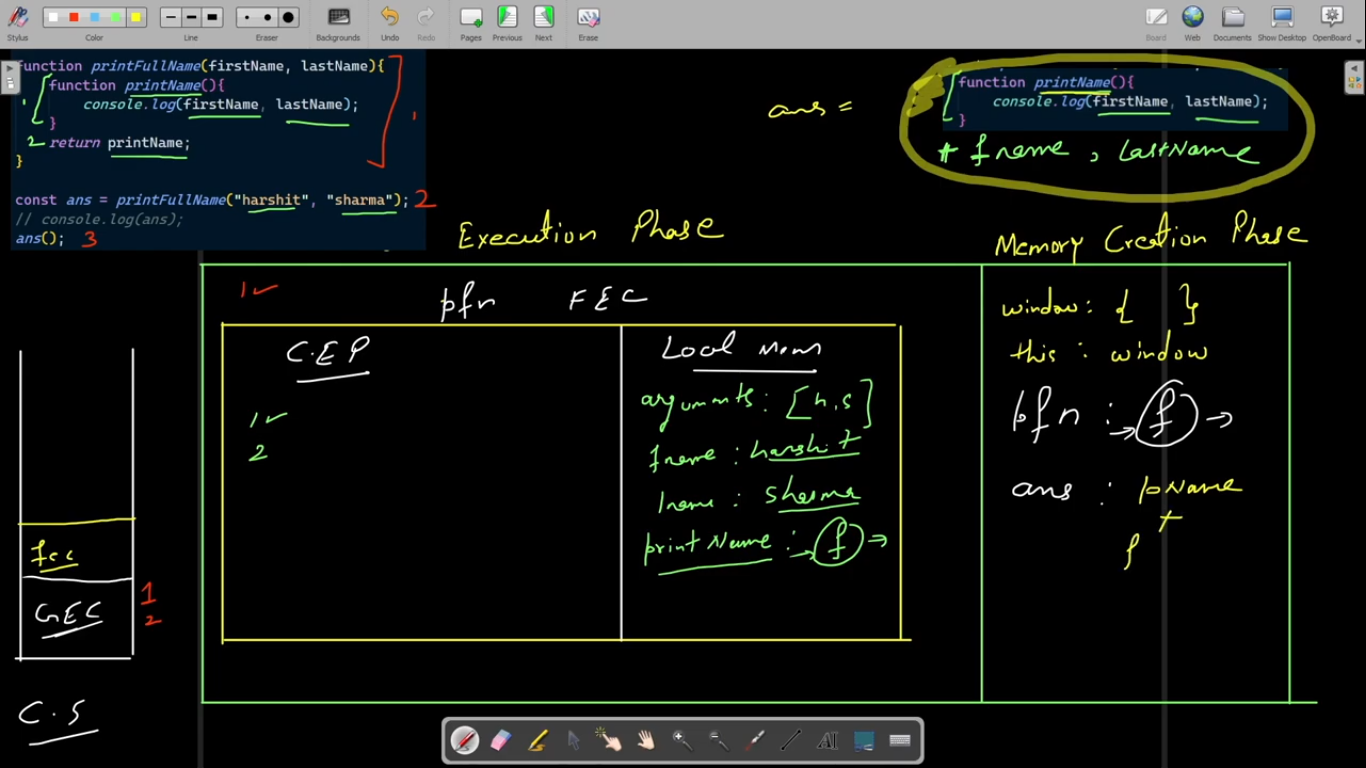 Stylus
Color
Line
Eraser
Backgrounds
Undo
Redo
Pages
Previous
Next
Erase
Board
Web
Documents
Show Desktop
OpenBoard
function printFullName(firstName, lastName){
1 function printName(){
console.log(firstName, lastName);
}
2 return printName;
}
1
const ans = printFullName("harshit", "sharma"); 2
// console.log(ans);
ans(); 3
ans =
function printName(){
console.log(firstName, lastName);
}
+ fname, lastName
Execution Phase
Memory Creation Phase
1✓
pfn FEC
C.E.P
1✓
2
Local mem
arguments: [h,s]
fname : harshit
lname : sharma
printName : → f →
window: { }
this : window
pfn : → f →
ans : pName
+
f
fec
GEC
1
2
C.S